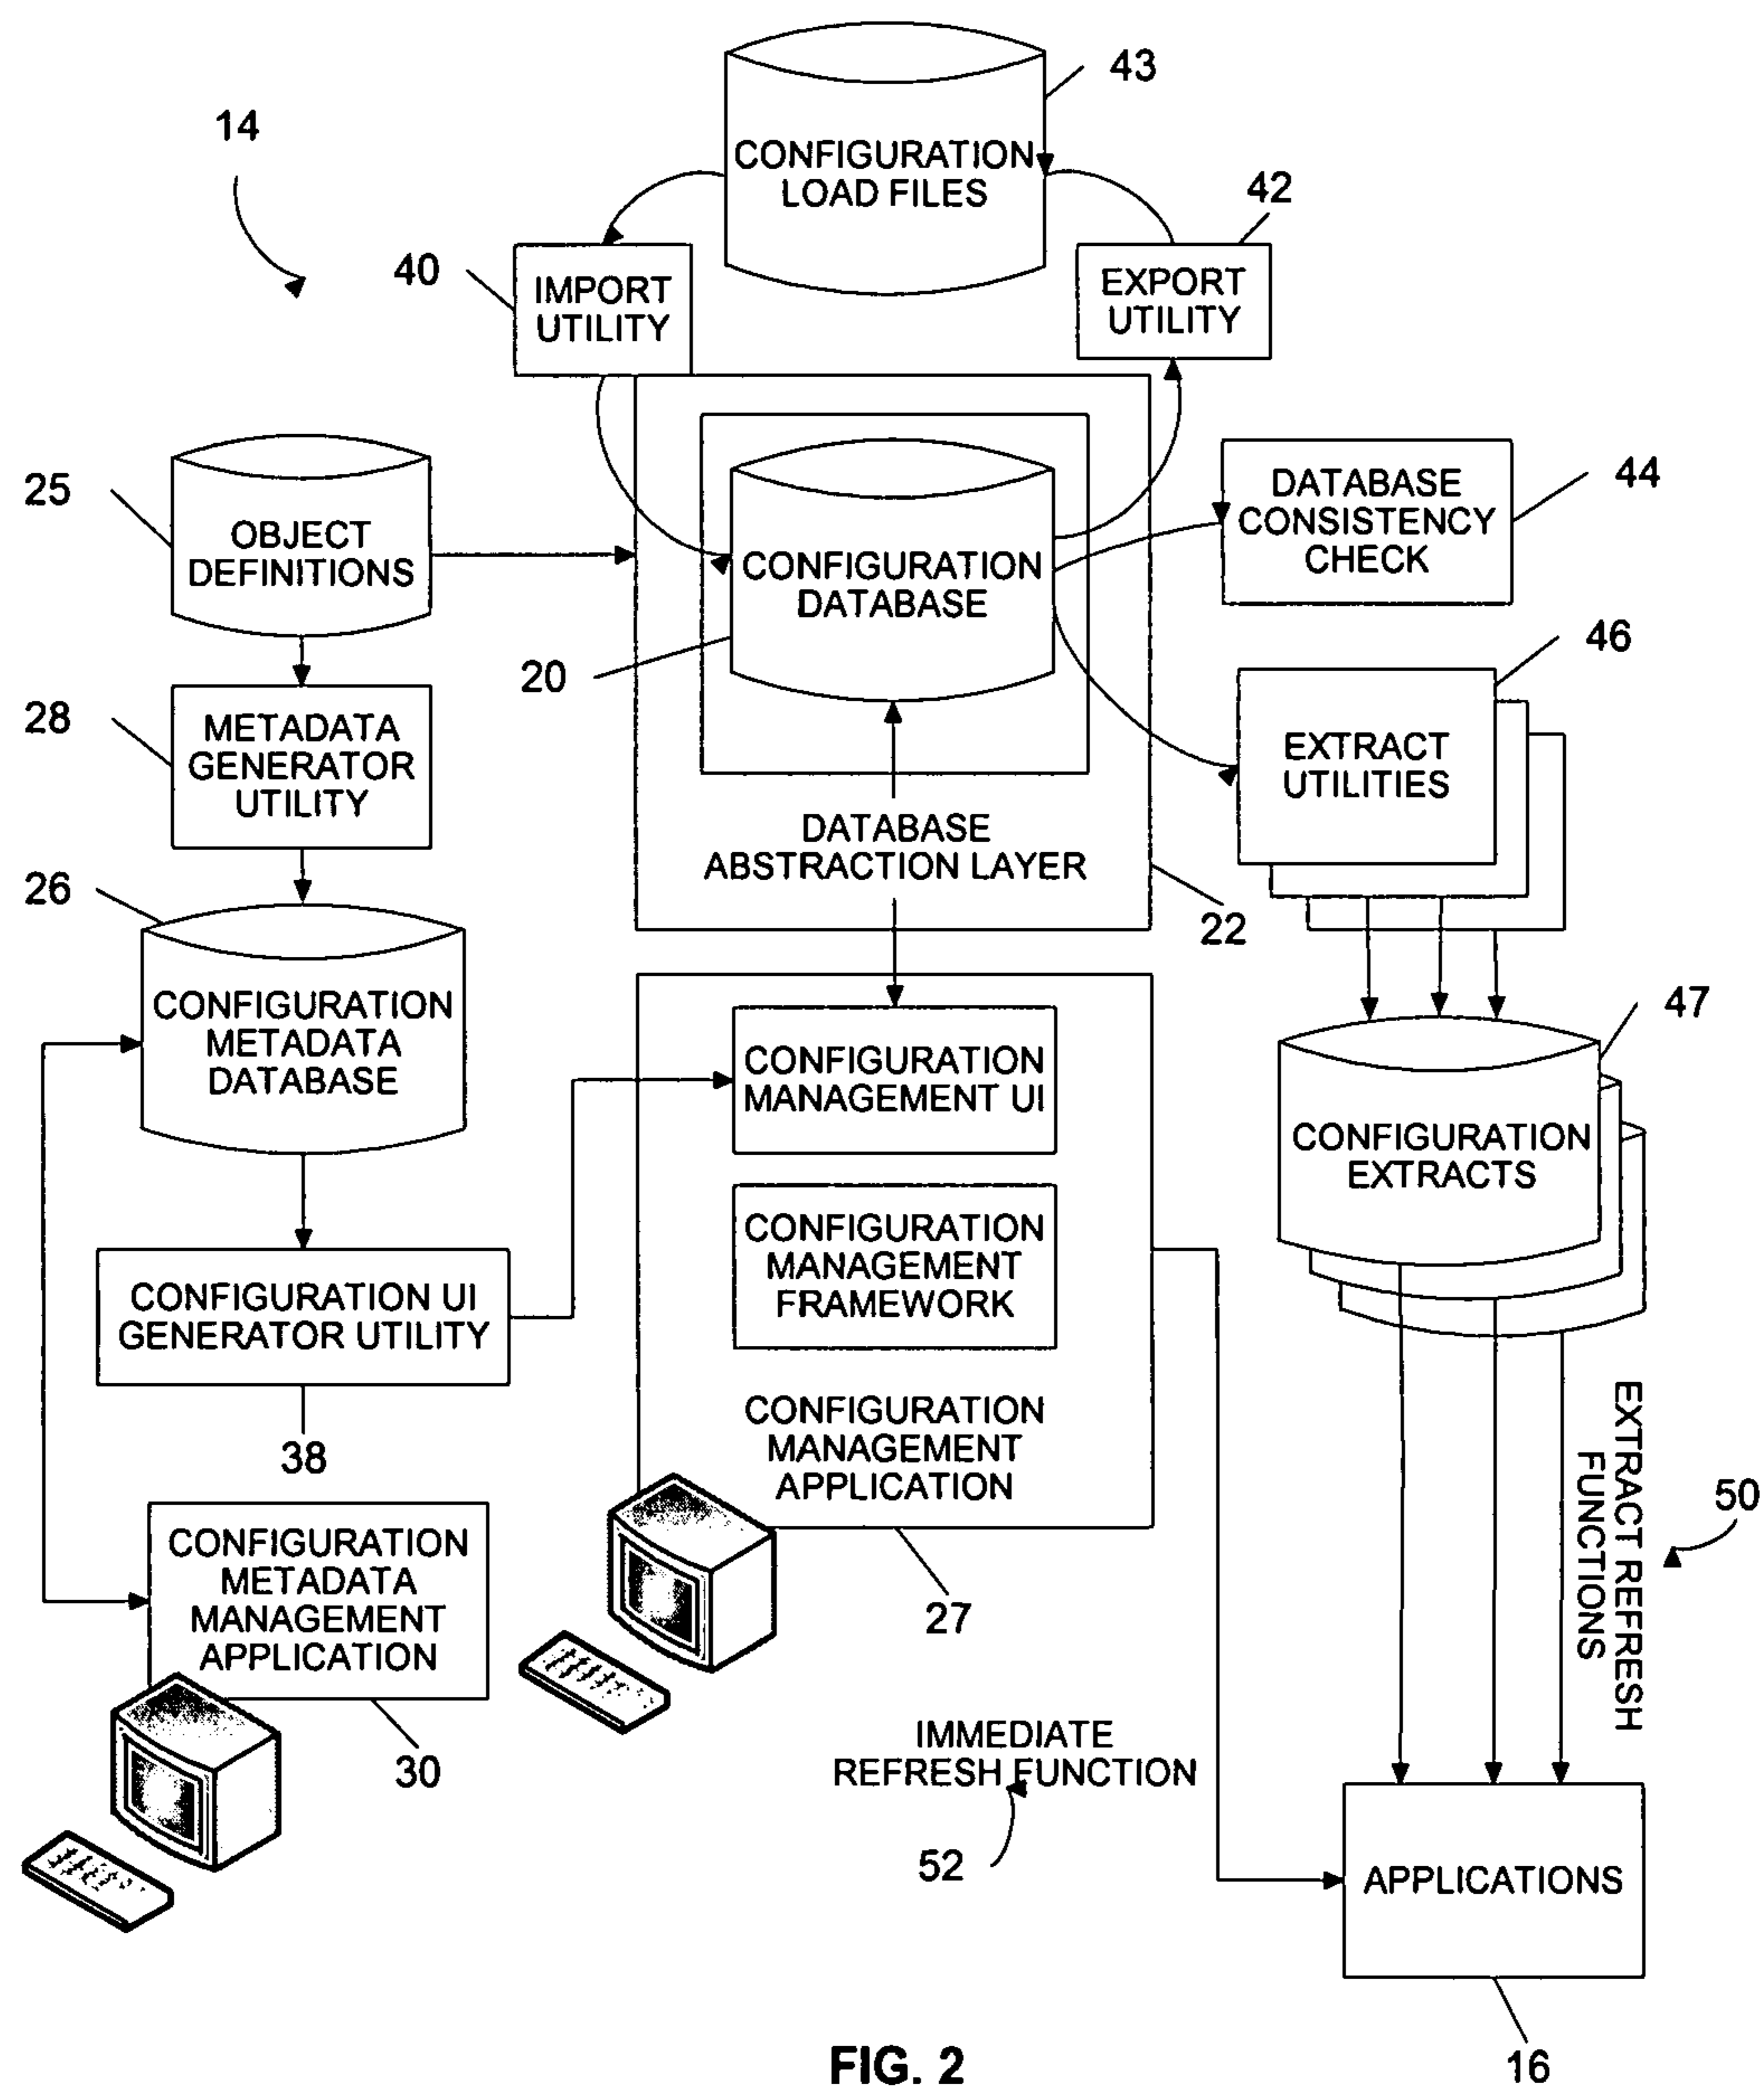 43
14
CONFIGURATION
LOAD FILES
42
40
IMPORT
UTILITY
EXPORT
UTILITY
25
OBJECT
DEFINITIONS
CONFIGURATION
DATABASE
20
DATABASE
CONSISTENCY
CHECK
44
46
28
METADATA
GENERATOR
UTILITY
EXTRACT
UTILITIES
DATABASE
ABSTRACTION LAYER
22
26
CONFIGURATION
METADATA
DATABASE
CONFIGURATION
MANAGEMENT UI
47
CONFIGURATION
EXTRACTS
CONFIGURATION
MANAGEMENT
FRAMEWORK
CONFIGURATION UI
GENERATOR UTILITY
38
CONFIGURATION
MANAGEMENT
APPLICATION
27
EXTRACT REFRESH
FUNCTIONS
50
CONFIGURATION
METADATA
MANAGEMENT
APPLICATION
30
IMMEDIATE
REFRESH FUNCTION
52
APPLICATIONS
16
FIG. 2